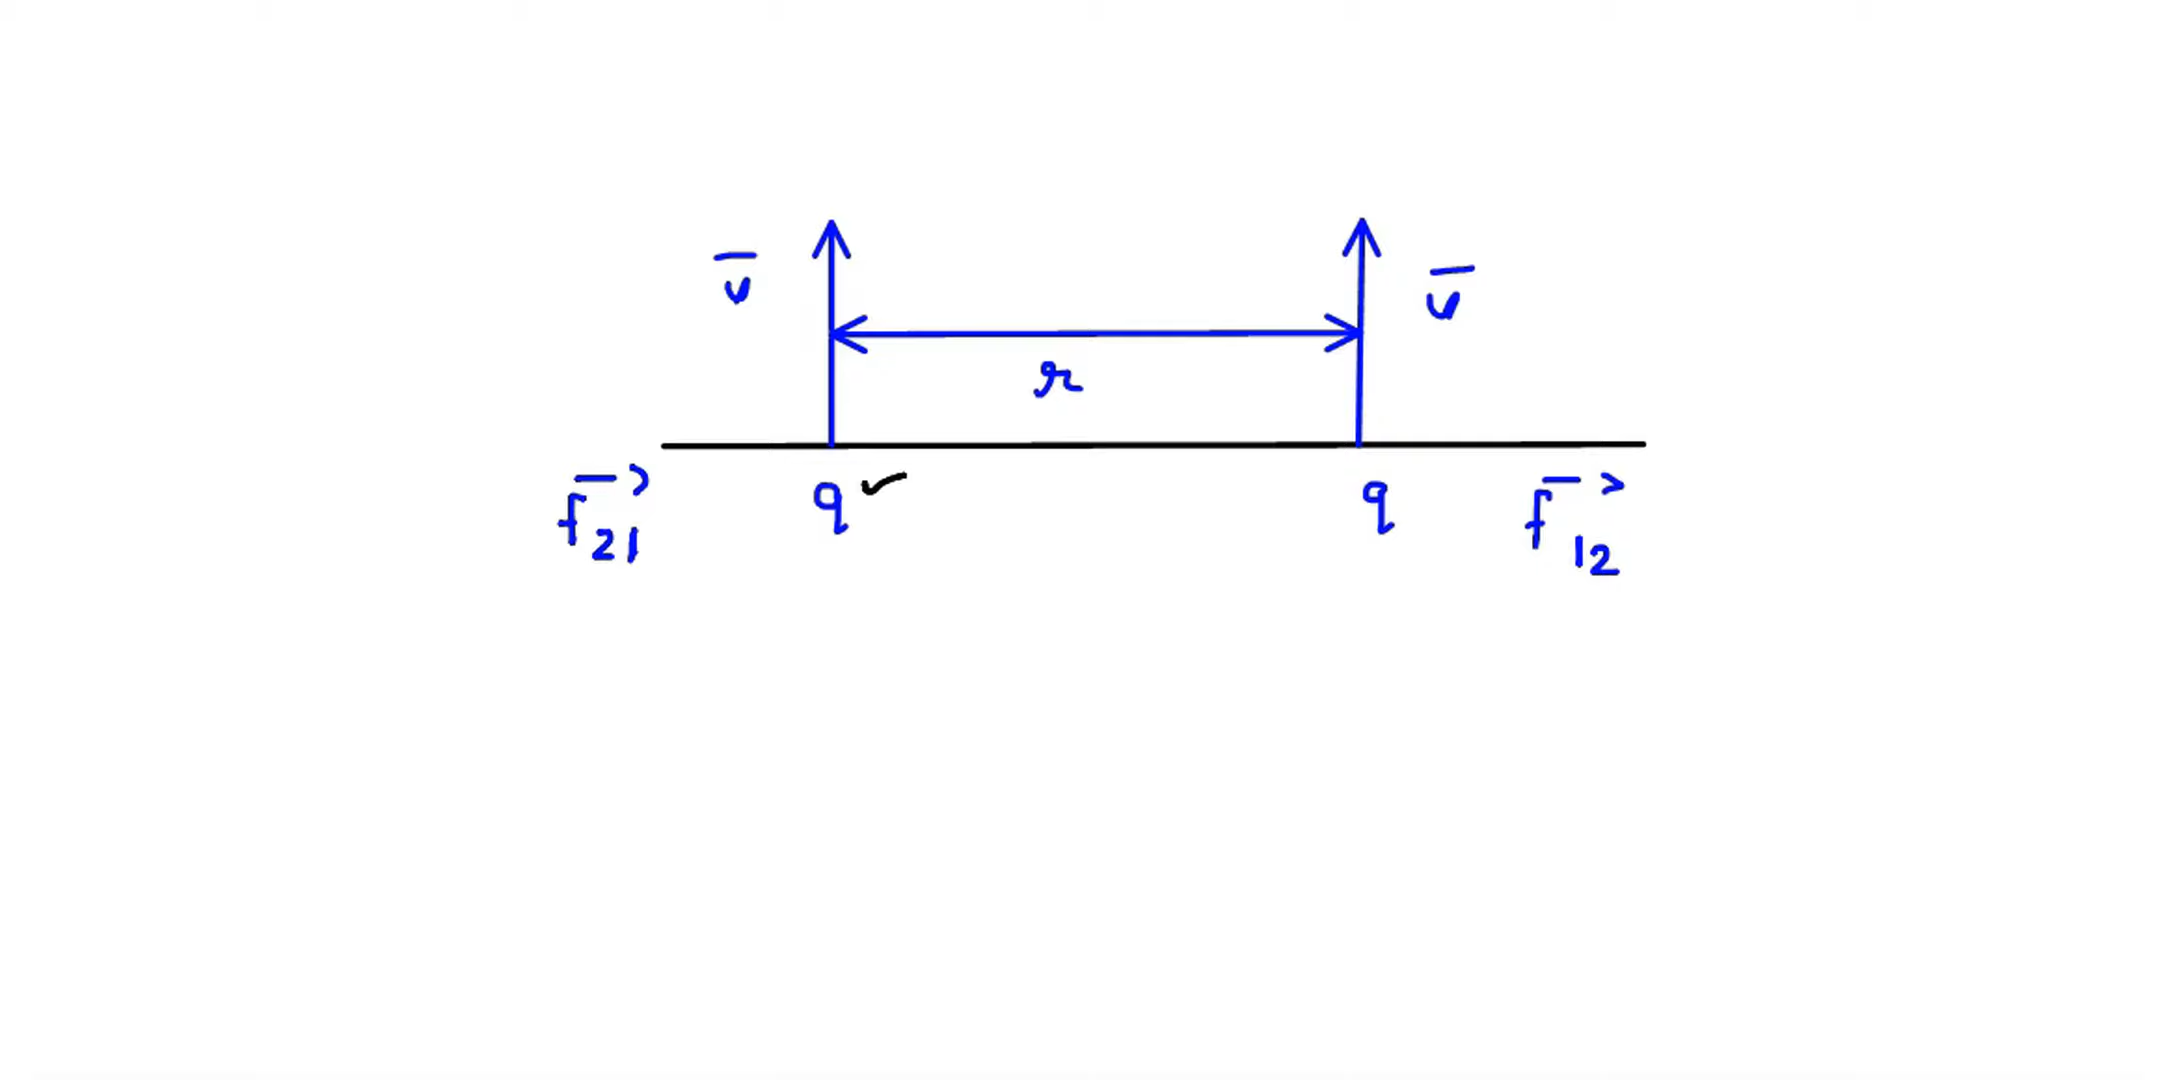 v̄ v̄
r
f⃗₂₁ q ✓ q f⃗₁₂